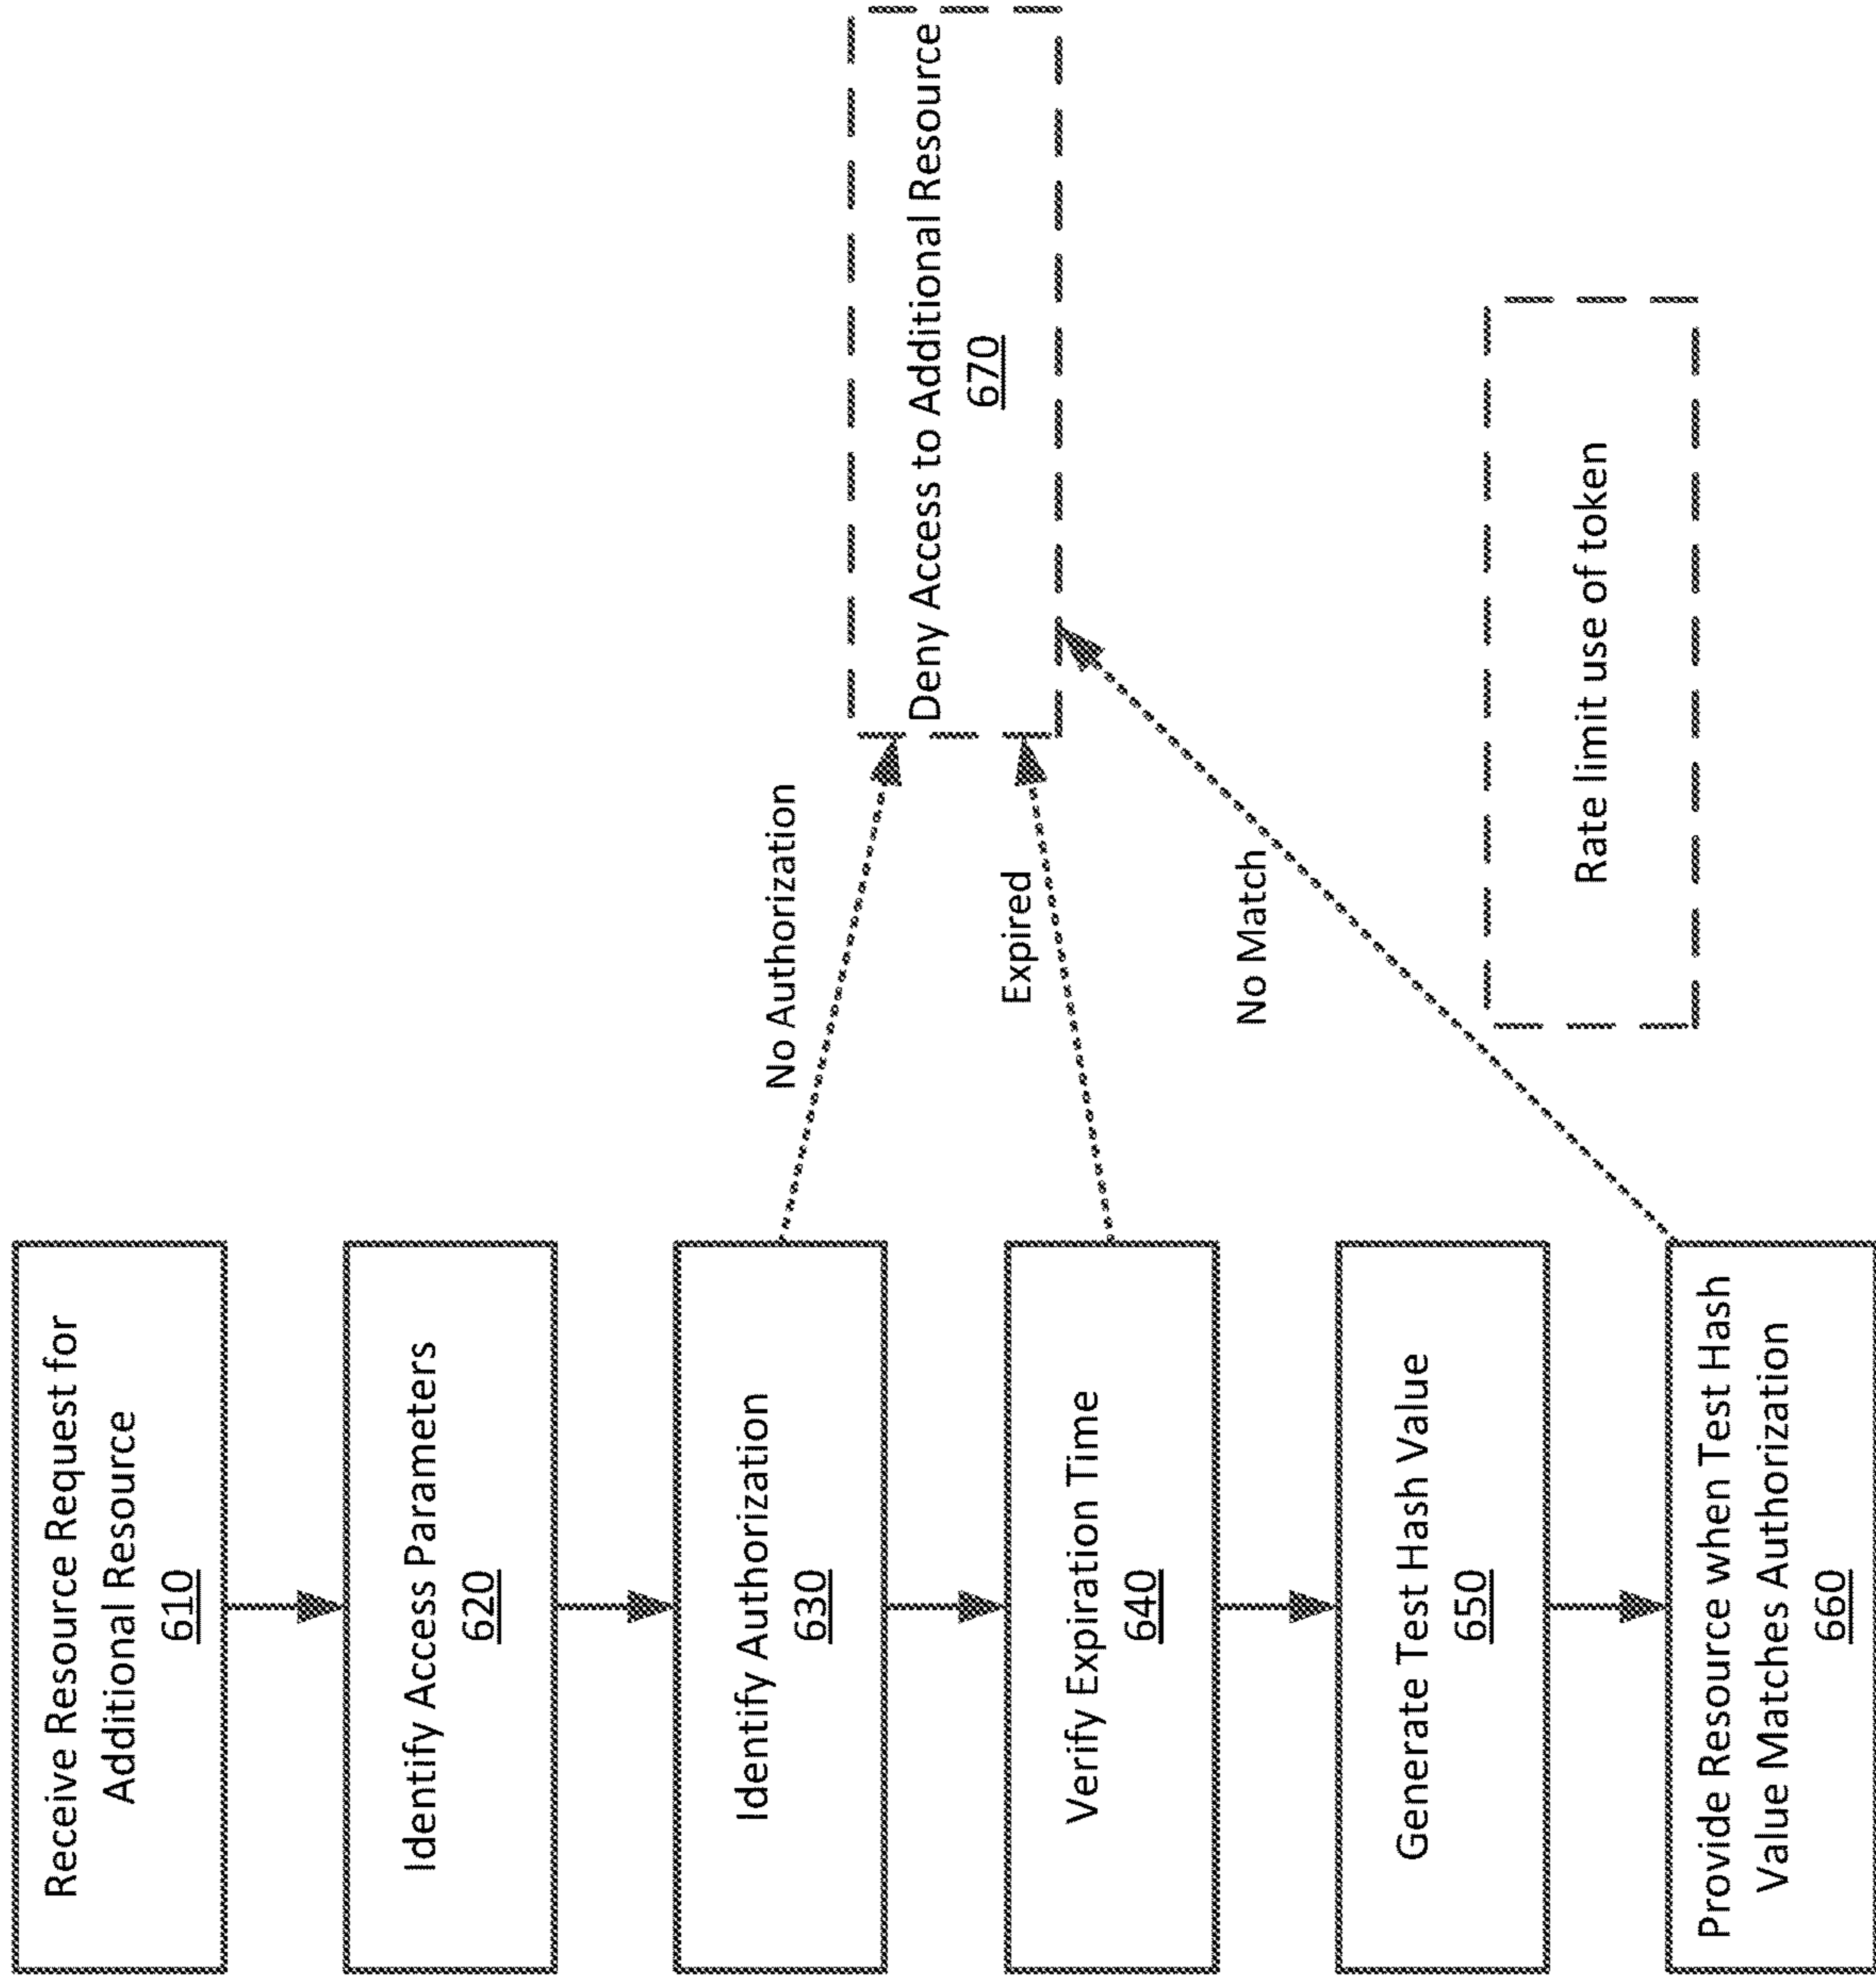 Receive Resource Request for
Additional Resource
610
Identify Access Parameters
620
Identify Authorization
630
No Authorization
Verify Expiration Time
640
Expired
Deny Access to Additional Resource
670
Generate Test Hash Value
650
No Match
Provide Resource when Test Hash
Value Matches Authorization
660
Rate limit use of token